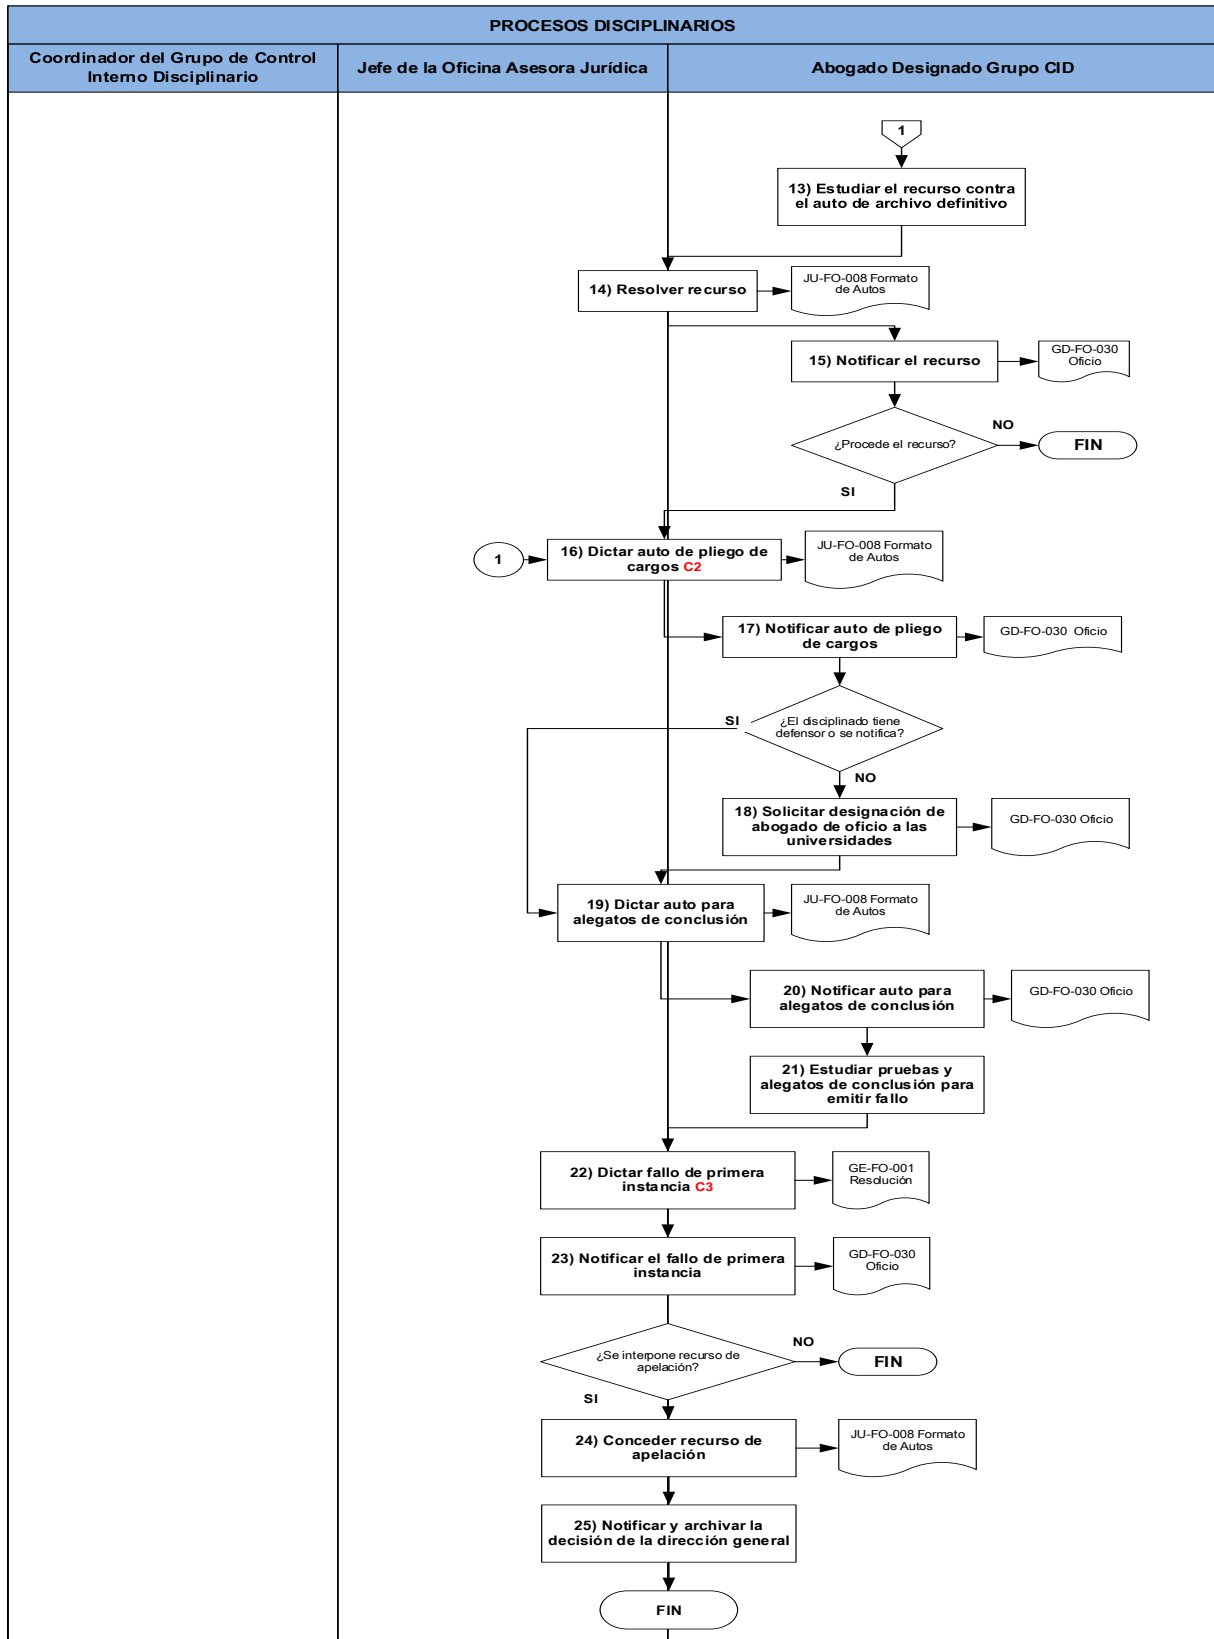 PROCESOS DISCIPLINARIOS
Coordinador del Grupo de Control
Interno Disciplinario
Jefe de la Oficina Asesora Jurídica
Abogado Designado Grupo CID
1
13) Estudiar el recurso contra
el auto de archivo definitivo
14) Resolver recurso
JU-FO-008 Formato
de Autos
15) Notificar el recurso
GD-FO-030
Oficio
¿Procede el recurso?
NO
FIN
SI
1
16) Dictar auto de pliego de
cargos C2
JU-FO-008 Formato
de Autos
17) Notificar auto de pliego
de cargos
GD-FO-030 Oficio
SI
¿El disciplinado tiene
defensor o se notifica?
NO
18) Solicitar designación de
abogado de oficio a las
universidades
GD-FO-030 Oficio
19) Dictar auto para
alegatos de conclusión
JU-FO-008 Formato
de Autos
20) Notificar auto para
alegatos de conclusión
GD-FO-030 Oficio
21) Estudiar pruebas y
alegatos de conclusión para
emitir fallo
22) Dictar fallo de primera
instancia C3
GE-FO-001
Resolución
23) Notificar el fallo de primera
instancia
GD-FO-030
Oficio
¿Se interpone recurso de
apelación?
NO
FIN
SI
24) Conceder recurso de
apelación
JU-FO-008 Formato
de Autos
25) Notificar y archivar la
decisión de la dirección general
FIN